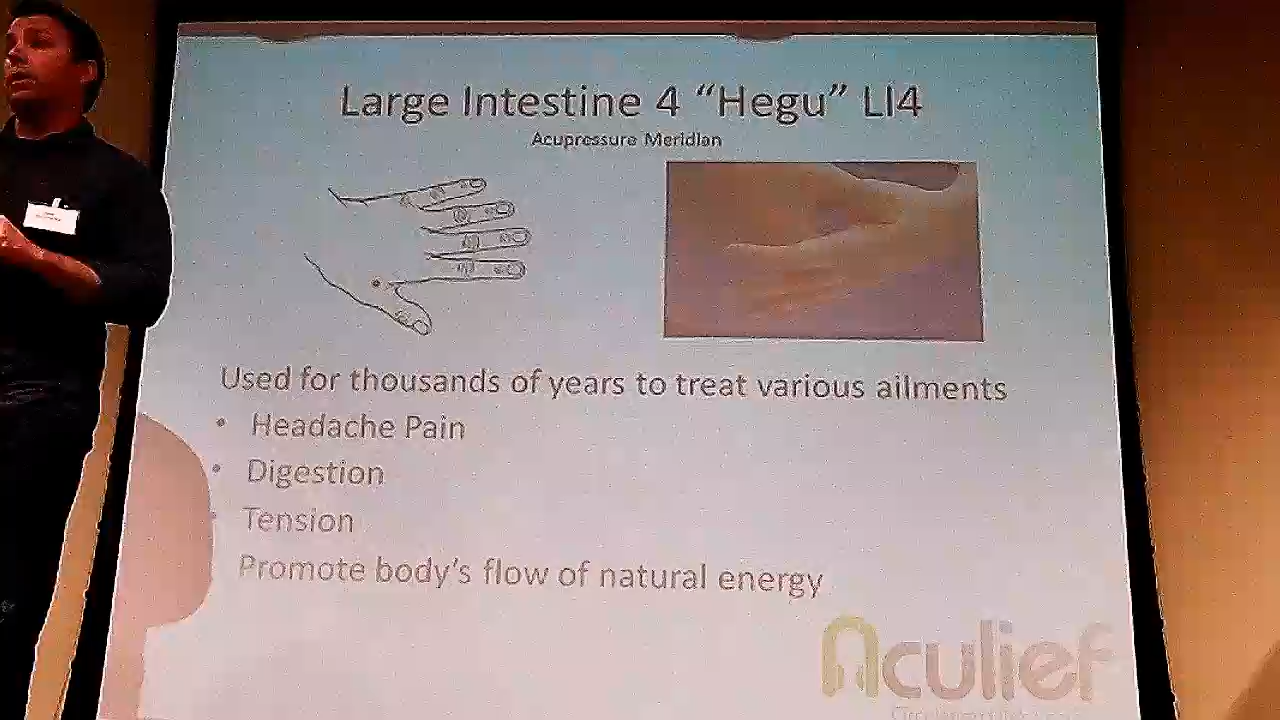 Large Intestine 4 “Hegu” LI4
Acupressure Meridian
Used for thousands of years to treat various ailments
• Headache Pain
• Digestion
• Tension
Promote body’s flow of natural energy
Aculief